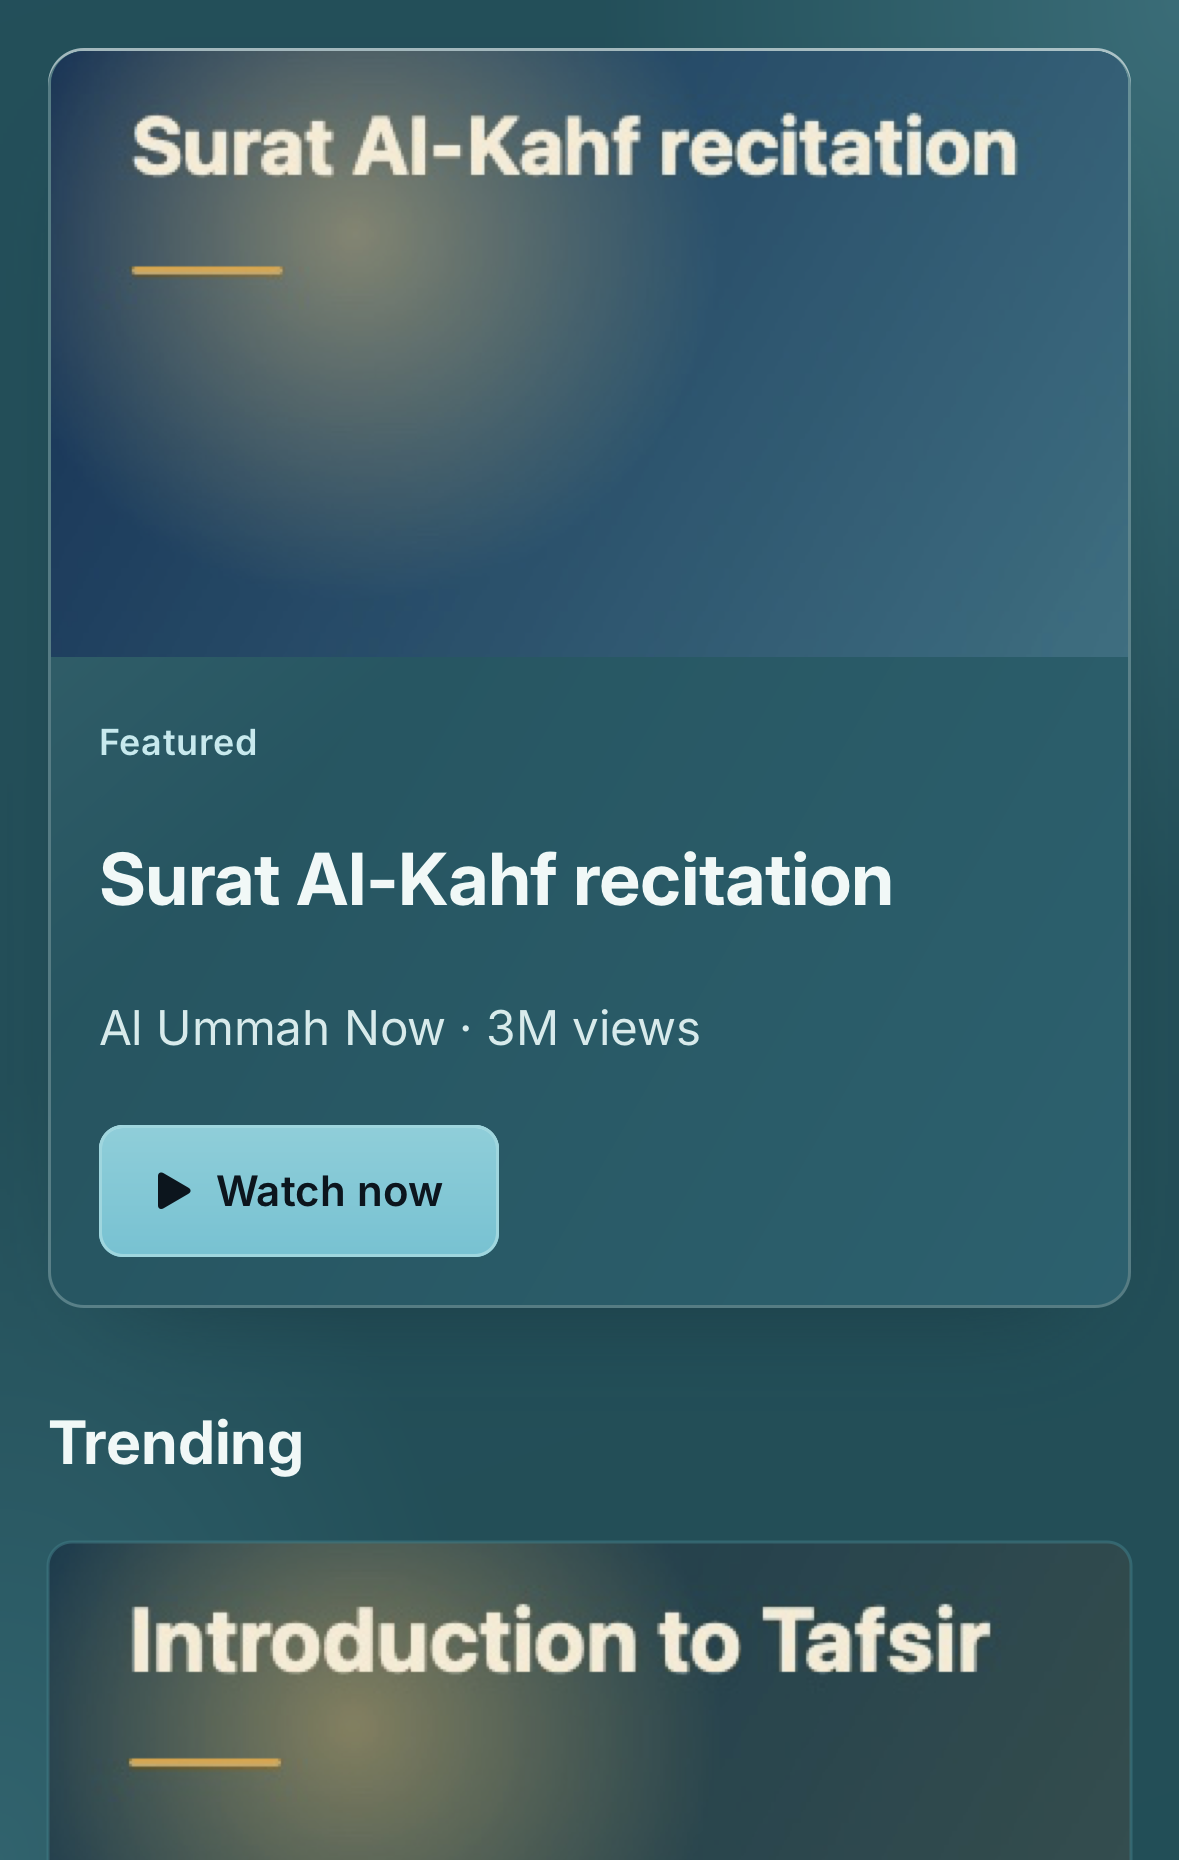 Surat Al-Kahf recitation
Featured
Surat Al-Kahf recitation
Al Ummah Now · 3M views
Watch now
Trending
Introduction to Tafsir